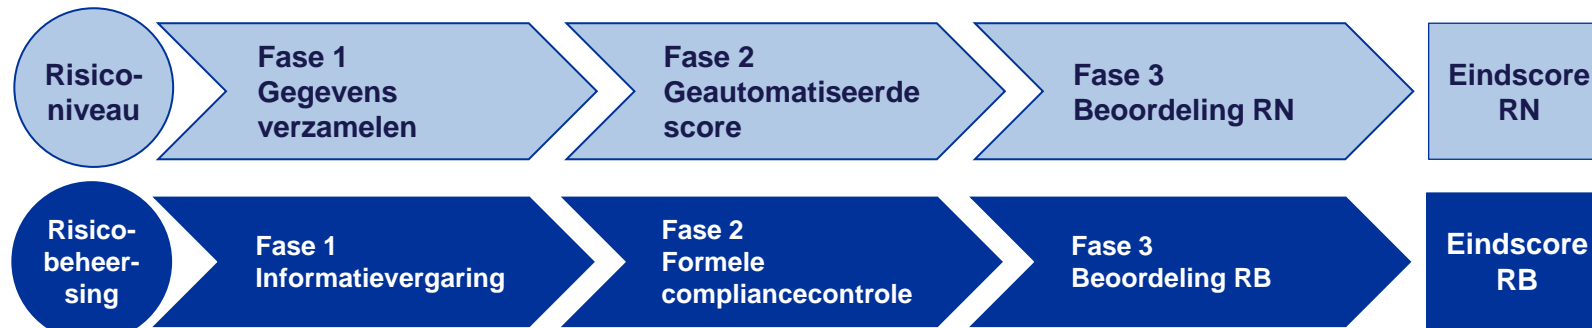 Risico-
niveau
Fase 1
Gegevens
verzamelen
Fase 2
Geautomatiseerde
score
Fase 3
Beoordeling RN
Eindscore
RN
Risico-
beheer-
sing
Fase 1
Informatievergaring
Fase 2
Formele
compliancecontrole
Fase 3
Beoordeling RB
Eindscore
RB